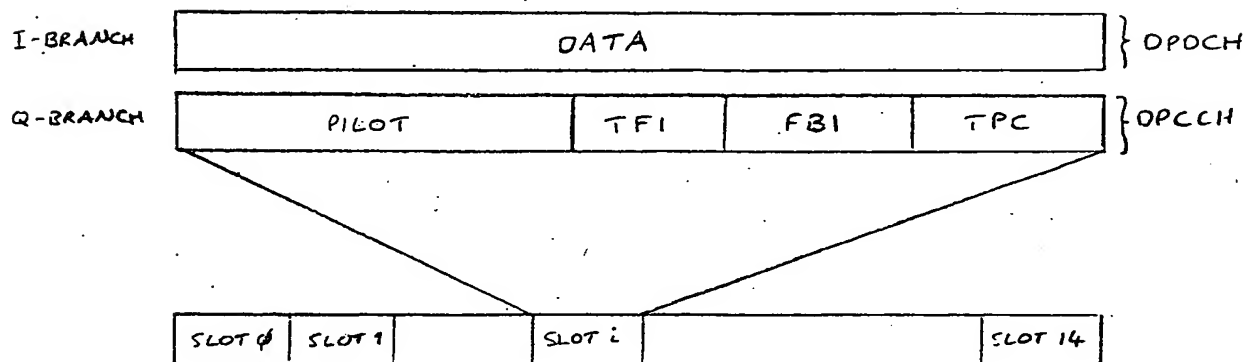 I-BRANCH DATA DPDCH
Q-BRANCH PILOT TFI FBI TPC DPCCH
SLOT φ SLOT 1 SLOT i SLOT 14